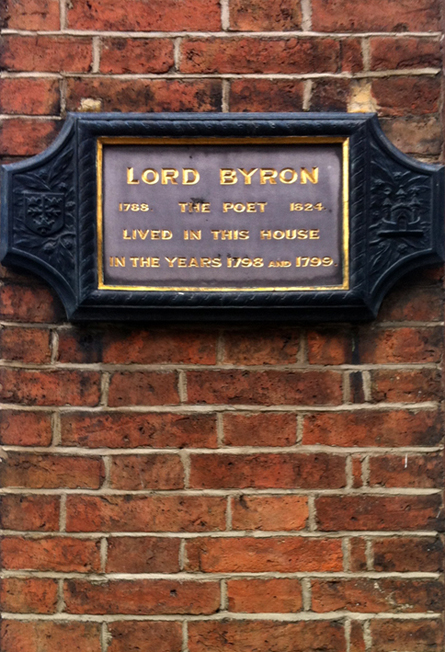 LORD BYRON
1788 THE POET 1824
LIVED IN THIS HOUSE
IN THE YEARS 1798 AND 1799